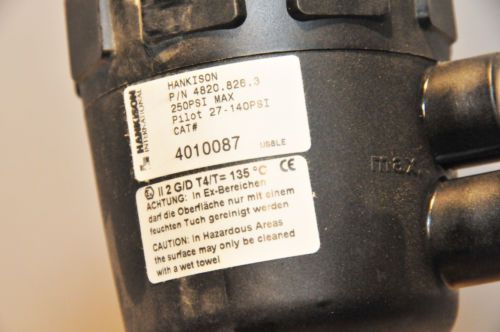 HANKISON
INTERNATIONAL
HANKISON
P/N 4820.826.3
250PSI MAX
Pilot 27-140PSI
CAT#
4010087 US8LE
II 2 G/D T4/T= 135 °C CE
ACHTUNG: In Ex-Bereichen
darf die Oberfläche nur mit einem
feuchten Tuch gereinigt werden
CAUTION: in Hazardous Areas
the surface may only be cleaned
with a wet towel
max.